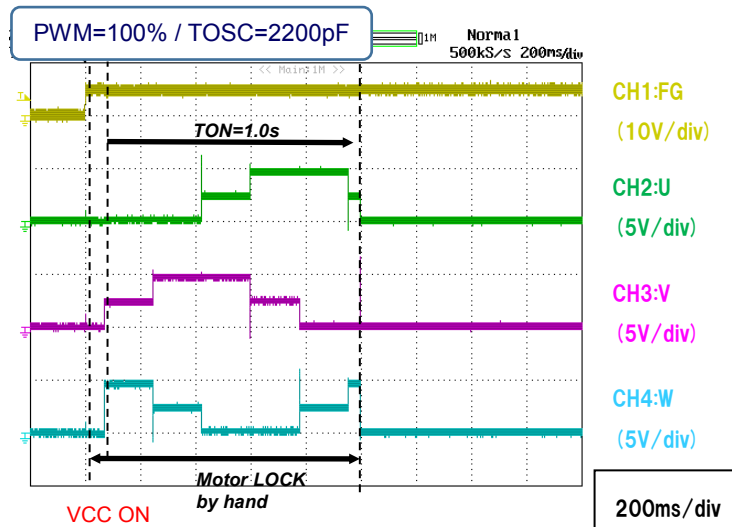 PWM=100% / TOSC=2200pF
1M
Normal
500kS/s 200ms/div
<< Main:1M >>
CH1:FG
(10V/div)
TON=1.0s
CH2:U
(5V/div)
CH3:V
(5V/div)
CH4:W
(5V/div)
Motor LOCK
by hand
VCC ON
200ms/div